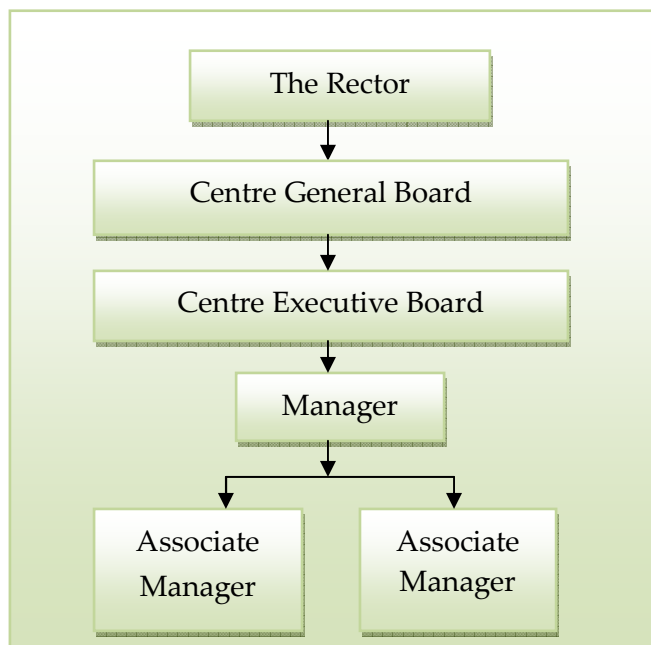 The Rector
Centre General Board
Centre Executive Board
Manager
Associate
Manager
Associate
Manager